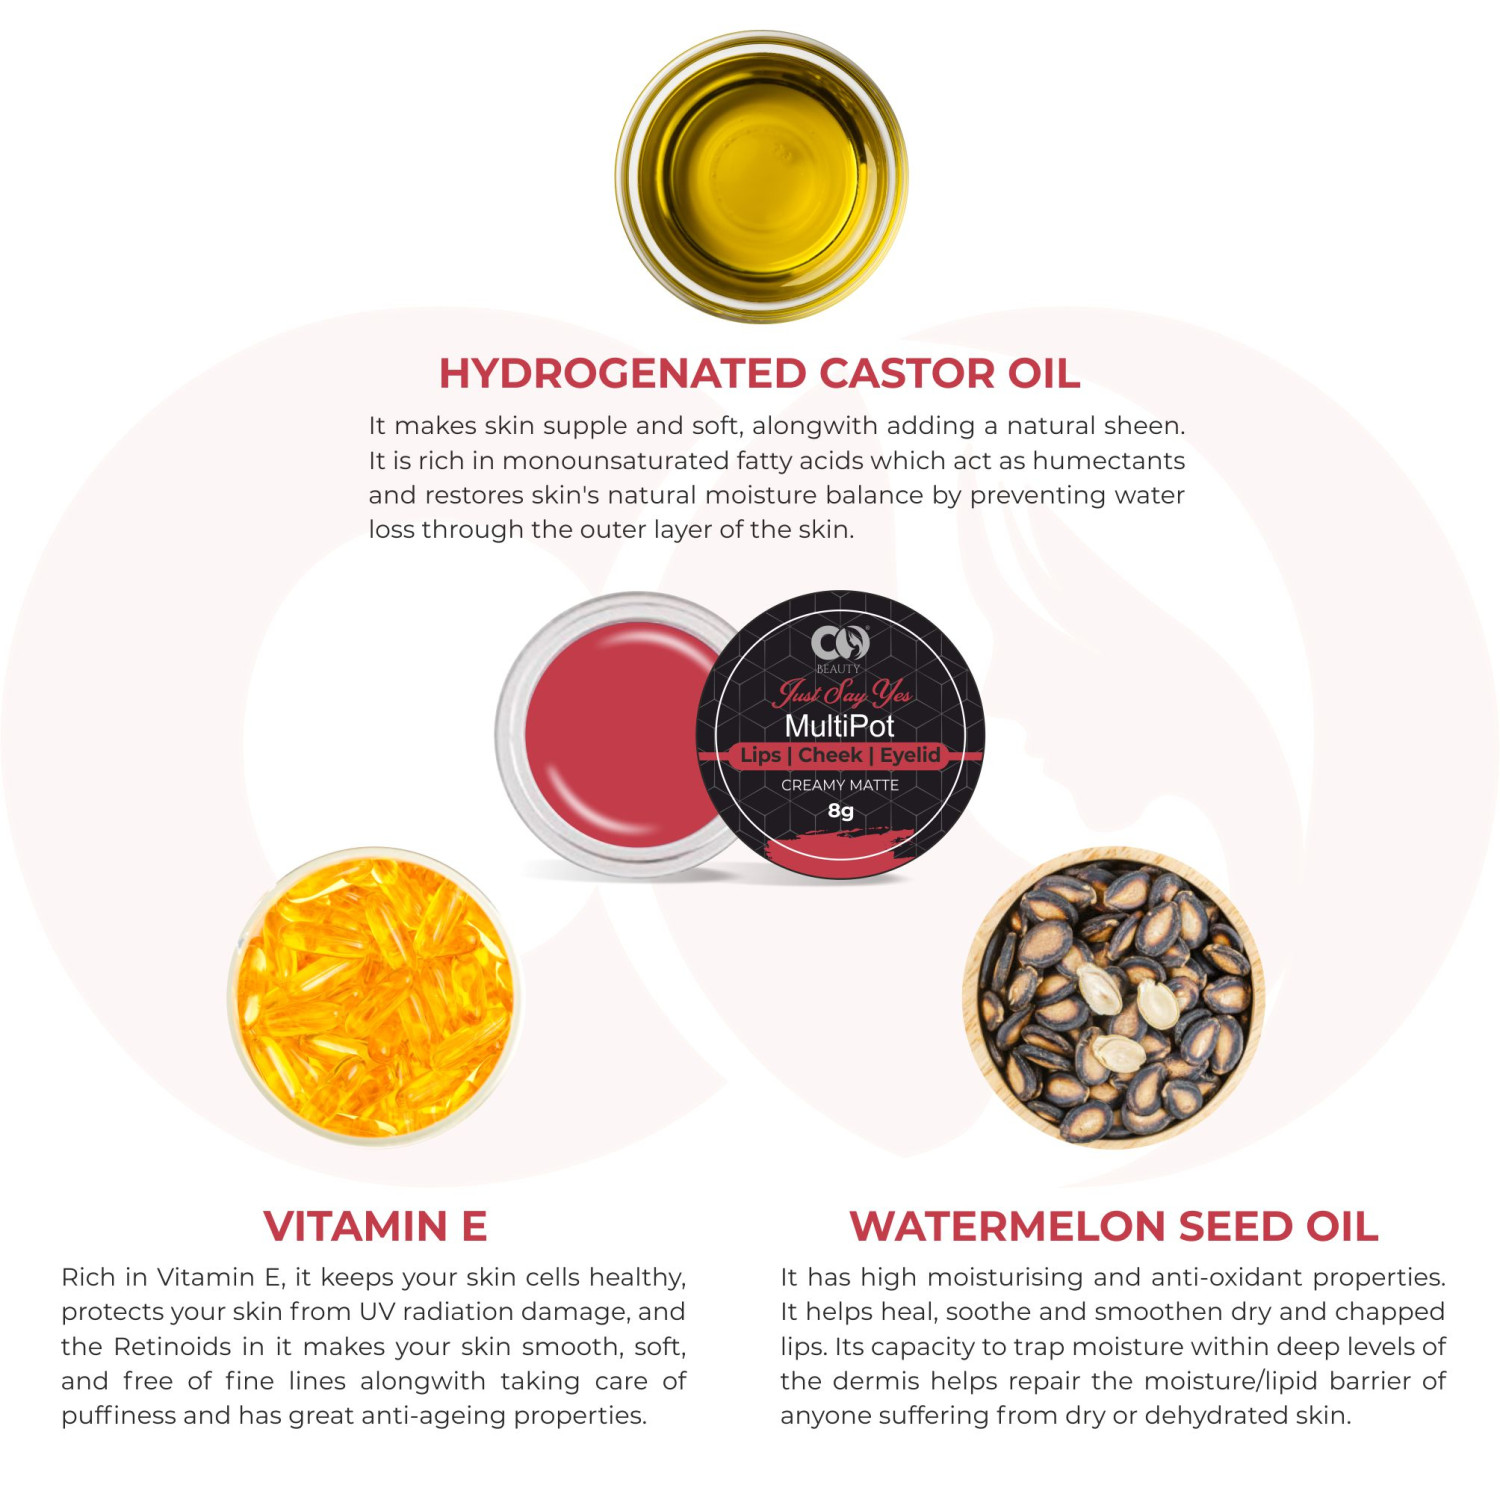 HYDROGENATED CASTOR OIL
It makes skin supple and soft, alongwith adding a natural sheen.
It is rich in monounsaturated fatty acids which act as humectants
and restores skin's natural moisture balance by preventing water
loss through the outer layer of the skin.
CO
BEAUTY
Just Say Yes
MultiPot
Lips | Cheek | Eyelid
CREAMY MATTE
8g
VITAMIN E
Rich in Vitamin E, it keeps your skin cells healthy,
protects your skin from UV radiation damage, and
the Retinoids in it makes your skin smooth, soft,
and free of fine lines alongwith taking care of
puffiness and has great anti-ageing properties.
WATERMELON SEED OIL
It has high moisturising and anti-oxidant properties.
It helps heal, soothe and smoothen dry and chapped
lips. Its capacity to trap moisture within deep levels of
the dermis helps repair the moisture/lipid barrier of
anyone suffering from dry or dehydrated skin.